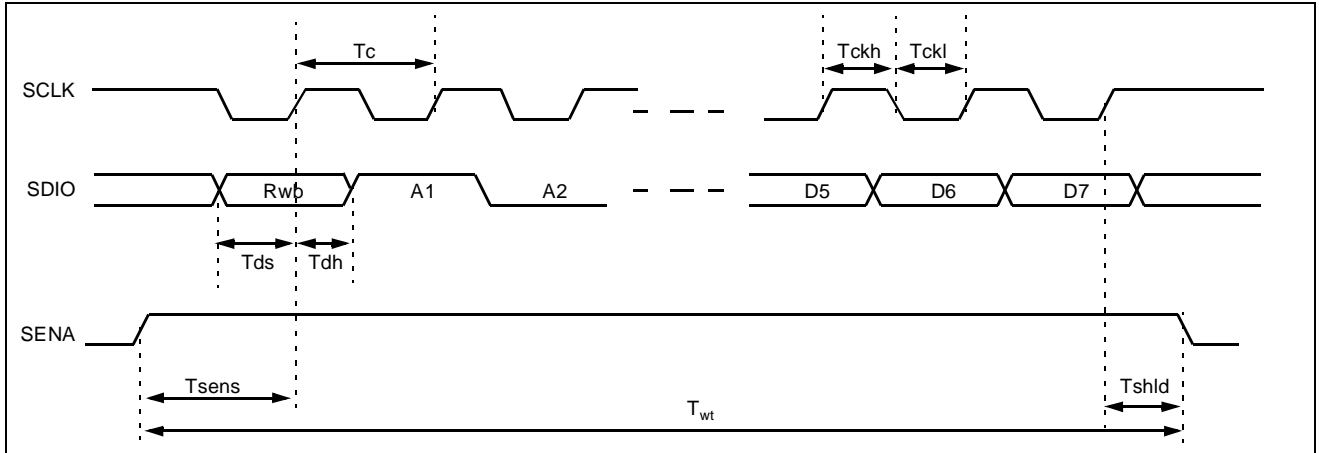 Tc
Tckh Tckl
SCLK
SDIO Rwb A1 A2 D5 D6 D7
Tds Tdh
SENA
Tsens
Tshld
Twt